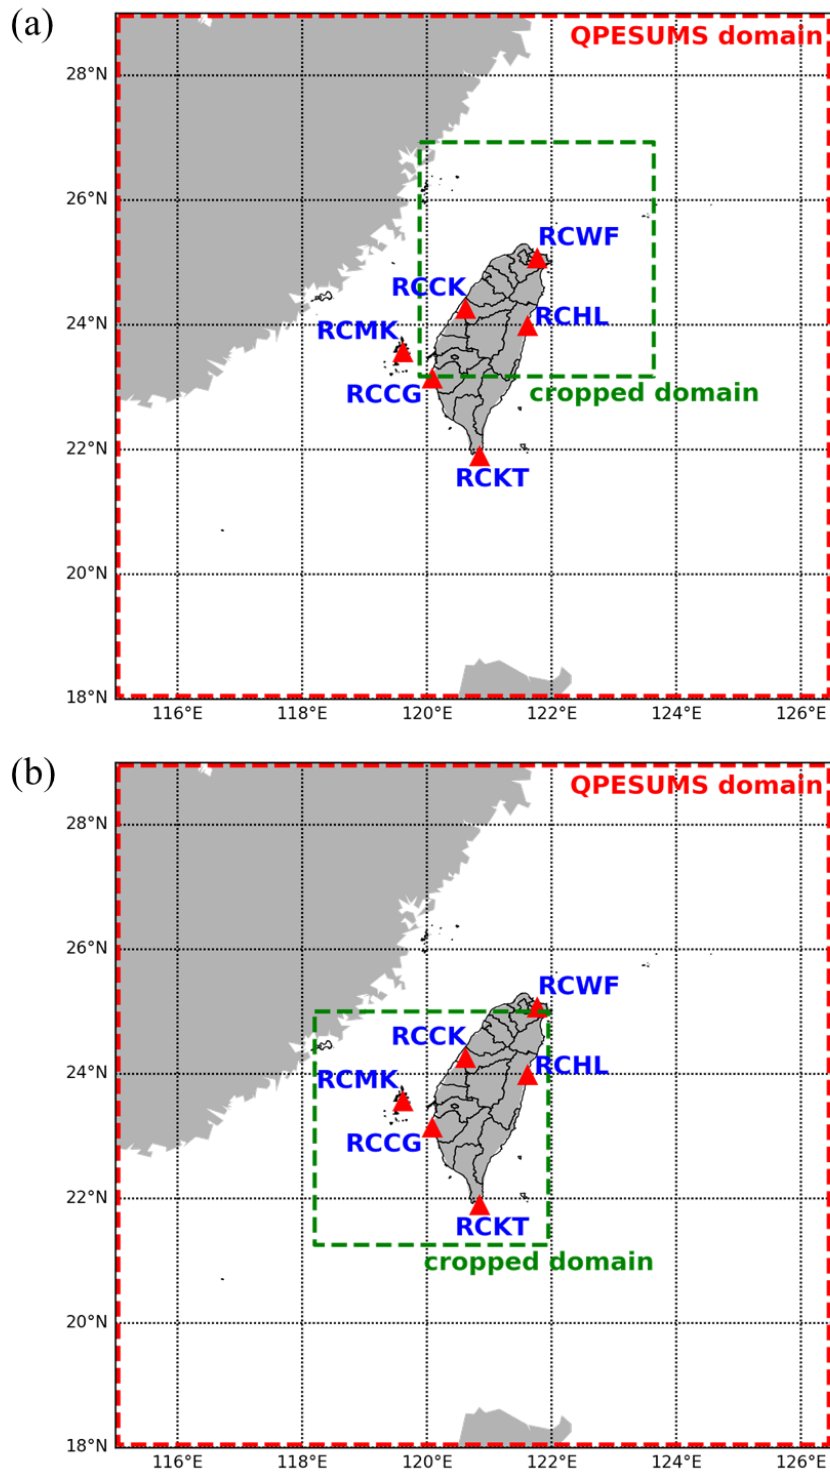 (a)
QPESUMS domain
28°N
26°N
RCWF
RCCK
RCHL
24°N
RCMK
RCCG
cropped domain
22°N
RCKT
20°N
18°N
116°E 118°E 120°E 122°E 124°E 126°E
(b)
QPESUMS domain
28°N
26°N
RCWF
RCCK
RCHL
24°N
RCMK
RCCG
22°N
RCKT
cropped domain
20°N
18°N
116°E 118°E 120°E 122°E 124°E 126°E